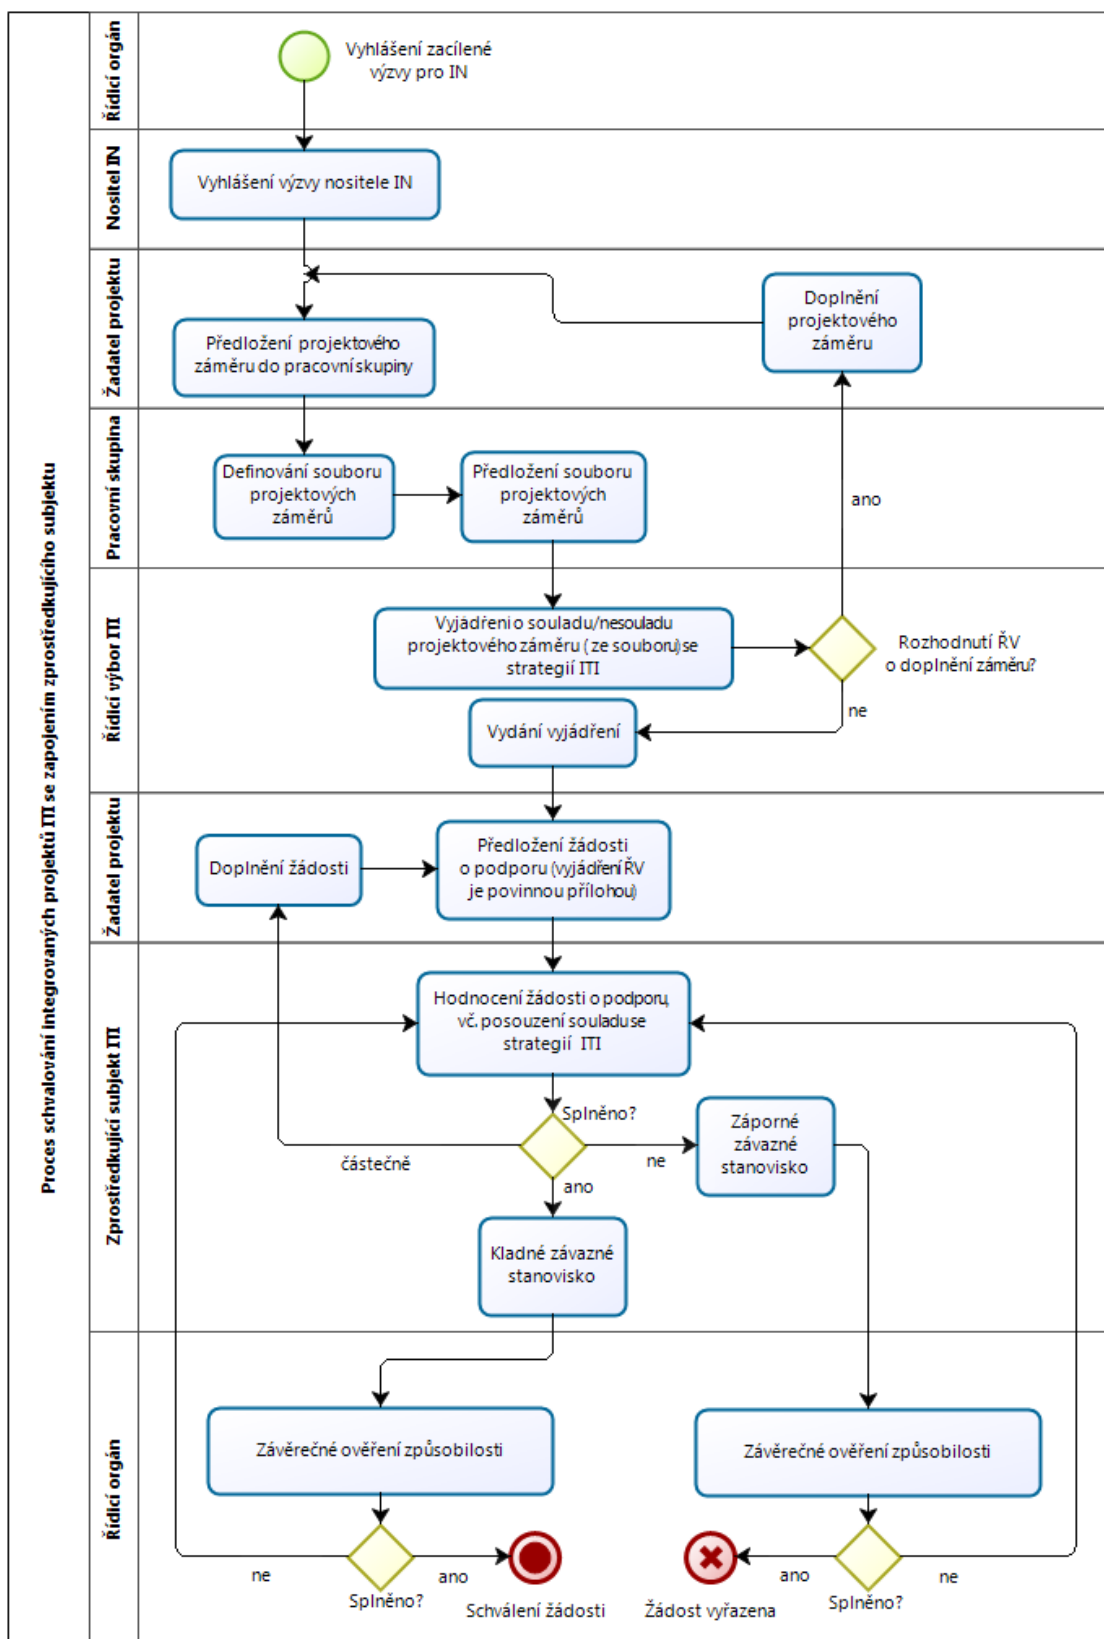 Proces schvalování integrovaných projektů ITI se zapojením zprostředkujícího subjektu
Řídicí orgán
Vyhlášení zacílené
výzvy pro IN
Nositel IN
Vyhlášení výzvy nositele IN
Žadatel projektu
Doplnění
projektového
záměru
Předložení projektového
záměru do pracovní skupiny
Pracovní skupina
Definování souboru
projektových
záměrů
Předložení souboru
projektových
záměrů
ano
Řídicí výbor ITI
Vyjádření o souladu/nesouladu
projektového záměru ( ze souboru) se
strategií ITI
Rozhodnutí ŘV
o doplnění záměru?
ne
Vydání vyjádření
Žadatel projektu
Doplnění žádosti
Předložení žádosti
o podporu (vyjádření ŘV
je povinnou přílohou)
Zprostředkující subjekt ITI
Hodnocení žádosti o podporu,
vč. posouzení souladu se
strategií ITI
Splněno?
částečně
ne
ano
Záporné
závazné
stanovisko
Kladné závazné
stanovisko
Řídicí orgán
Závěrečné ověření způsobilosti
Závěrečné ověření způsobilosti
ne
ano
Splněno?
Schválení žádosti
ano
ne
Splněno?
Žádost vyřazena